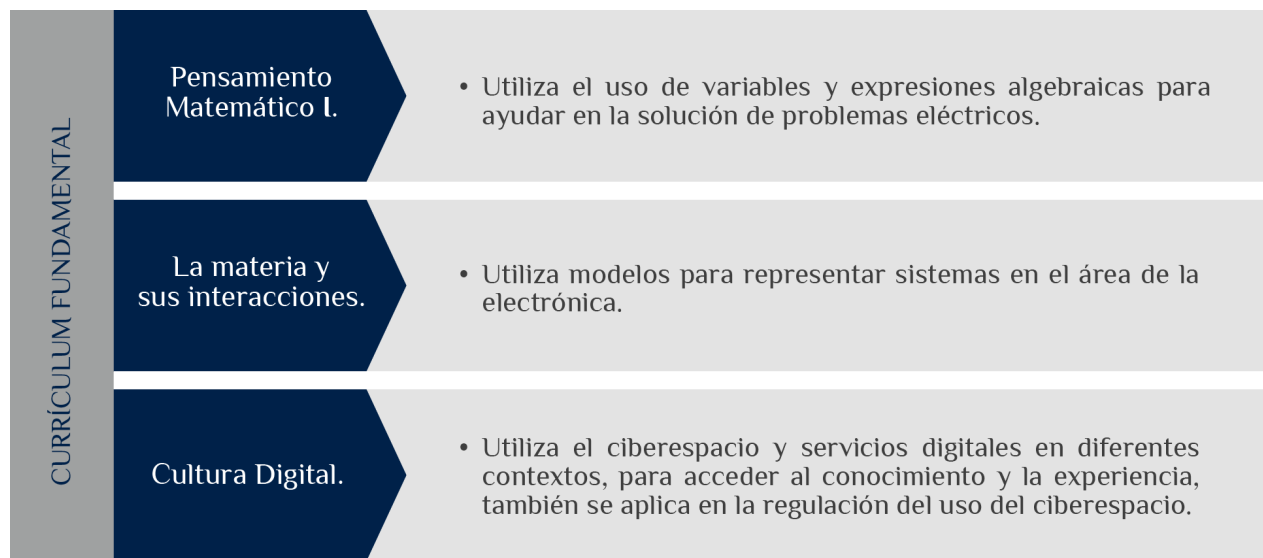 CURRÍCULUM FUNDAMENTAL
Pensamiento
Matemático I.
• Utiliza el uso de variables y expresiones algebraicas para
ayudar en la solución de problemas eléctricos.
La materia y
sus interacciones.
• Utiliza modelos para representar sistemas en el área de la
electrónica.
Cultura Digital.
• Utiliza el ciberespacio y servicios digitales en diferentes
contextos, para acceder al conocimiento y la experiencia,
también se aplica en la regulación del uso del ciberespacio.